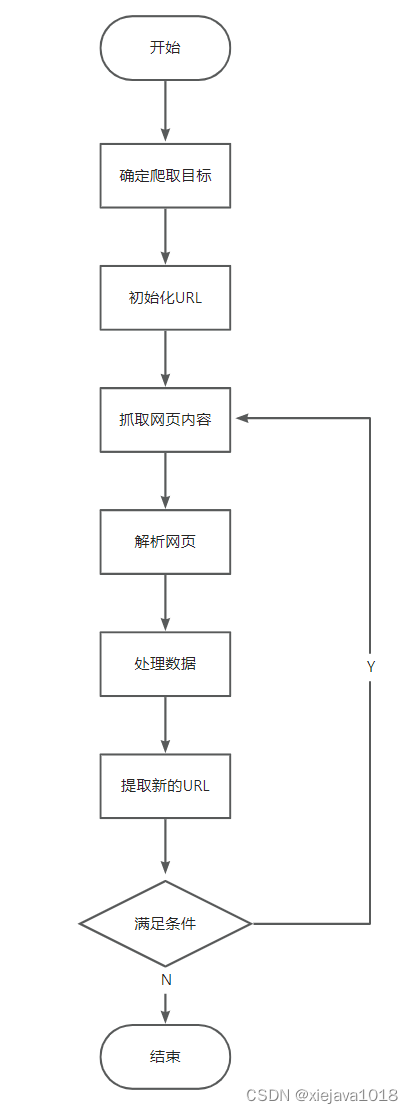 开始
确定爬取目标
初始化URL
抓取网页内容
解析网页
处理数据
Y
提取新的URL
满足条件
N
结束
CSDN @xiejava1018